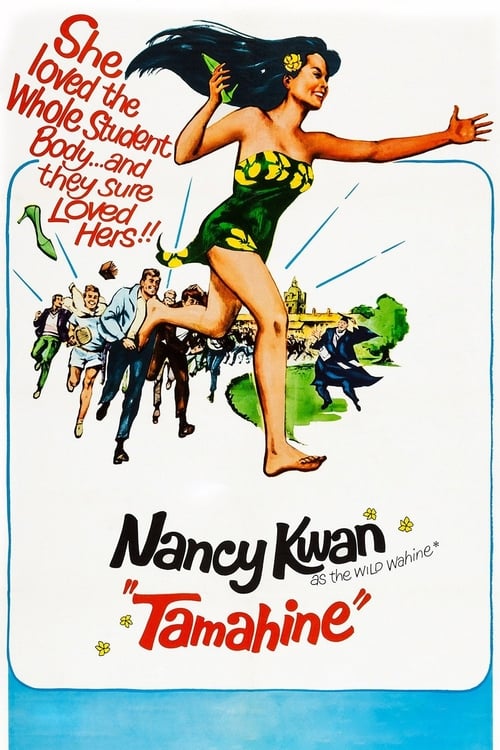 She
loved the
Whole Student
Body...and
they sure
Loved
Hers!!
Nancy Kwan
as the WILD Wahine*
"Tamahine"